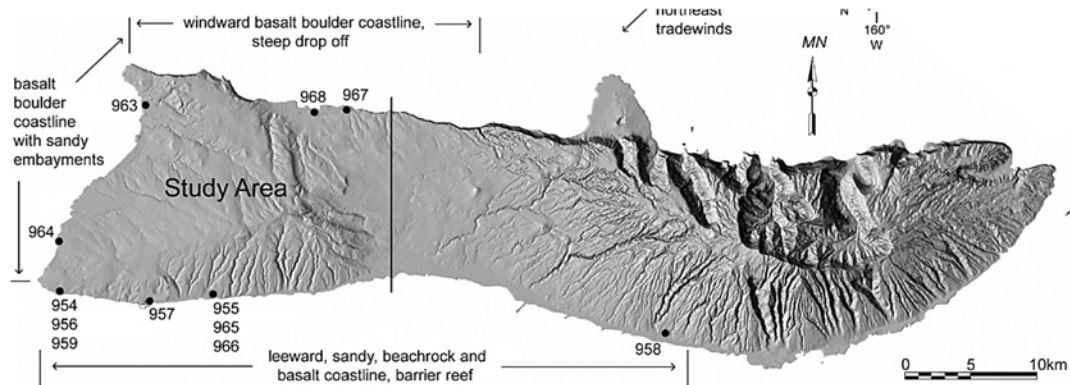 windward basalt boulder coastline,
steep drop off
northeast
tradewinds
N
160°
W
MN
basalt
boulder
coastline
with sandy
embayments
963
968
967
Study Area
964
954
956
959
957
955
965
966
958
leeward, sandy, beachrock and
basalt coastline, barrier reef
0 5 10km